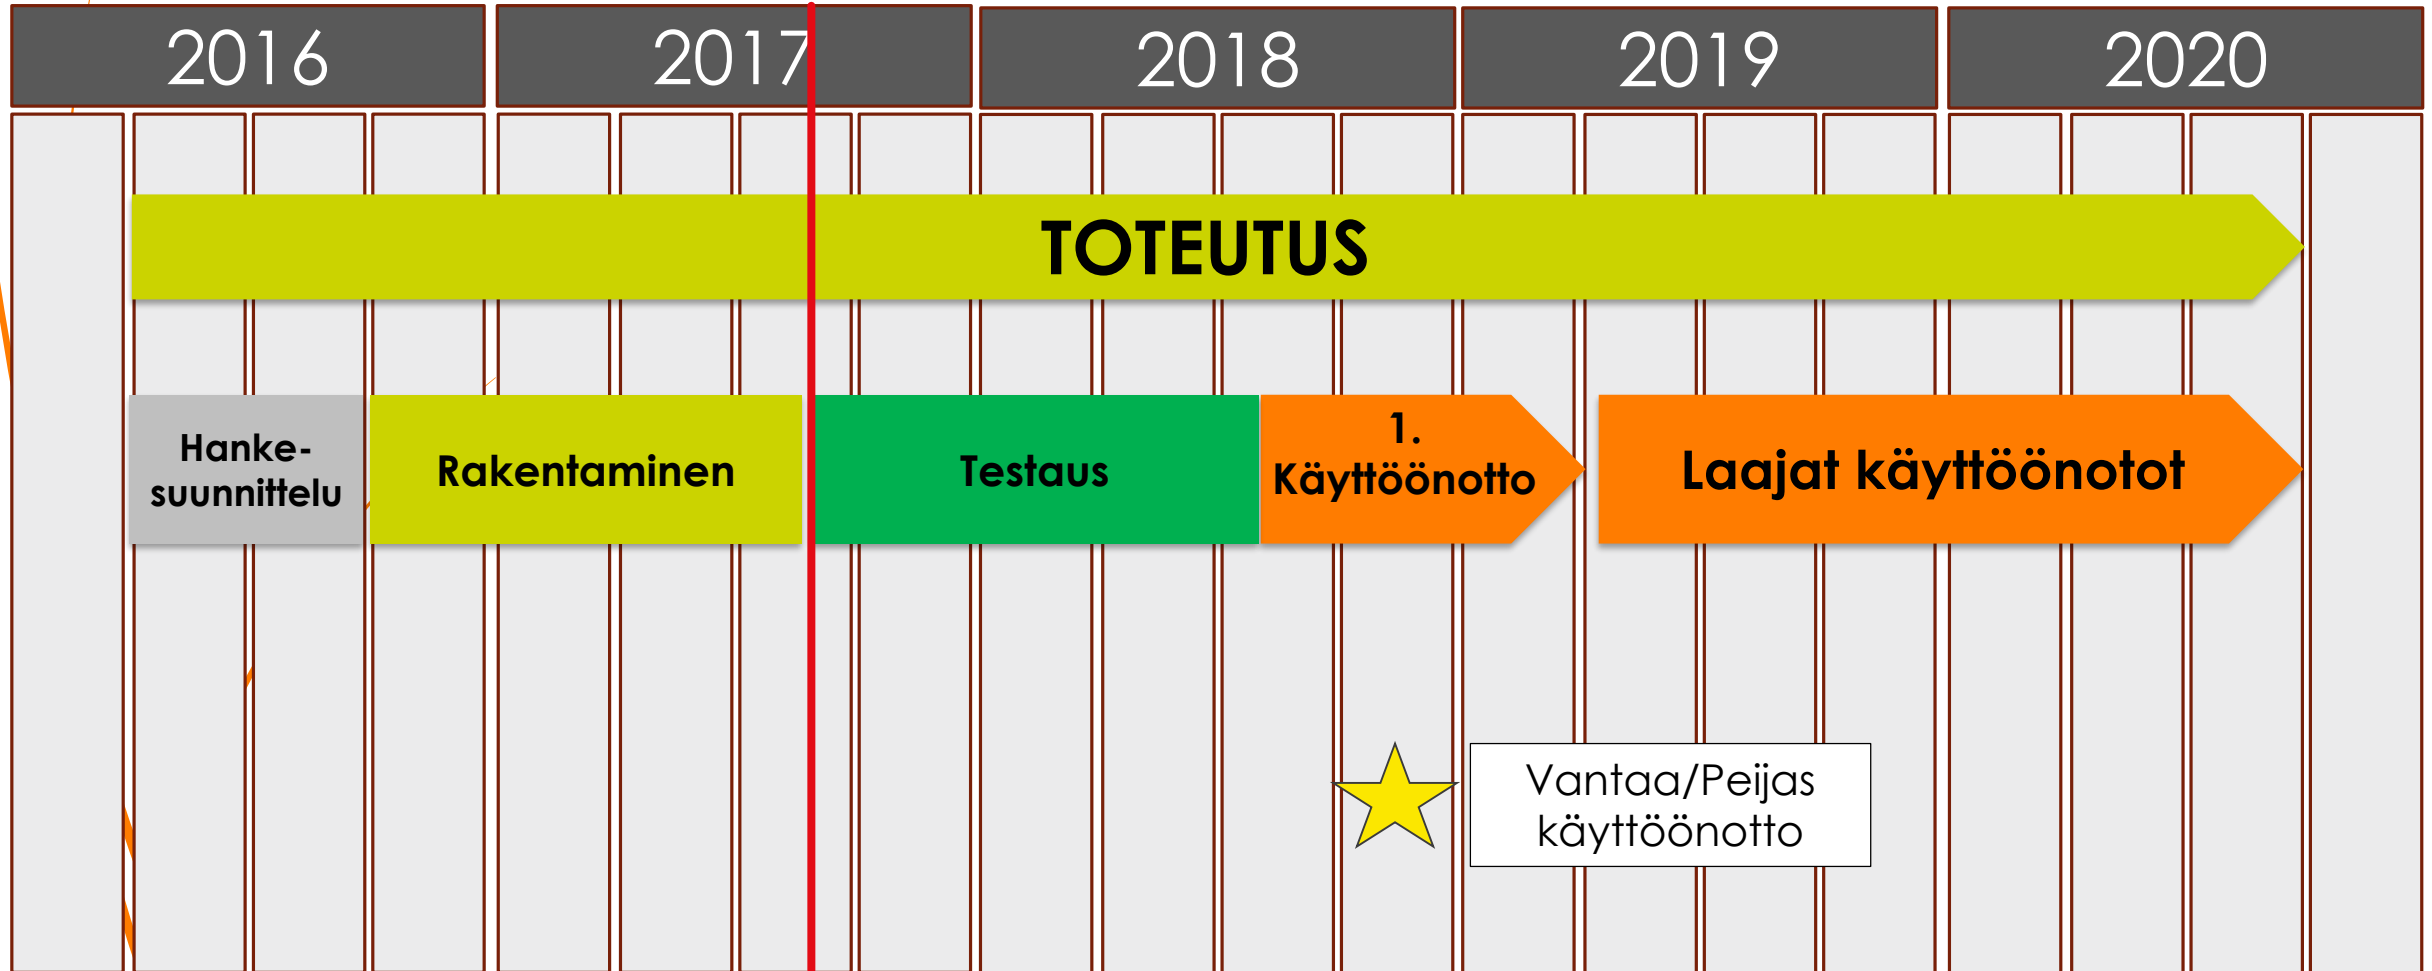 2016 2017 2018 2019 2020
TOTEUTUS
Hanke-
suunnittelu
Rakentaminen
Testaus
1.
Käyttöönotto
Laajat käyttöönotot
Vantaa/Peijas
käyttöönotto